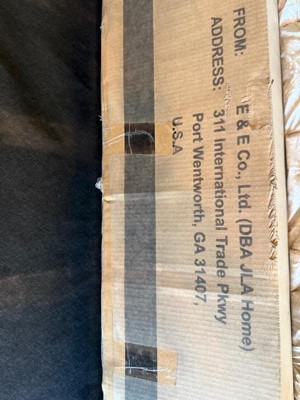 FROM: E & E Co., Ltd. (DBA JLA Home)
ADDRESS: 311 International Trade Pkwy
Port Wentworth, GA 31407,
U.S.A